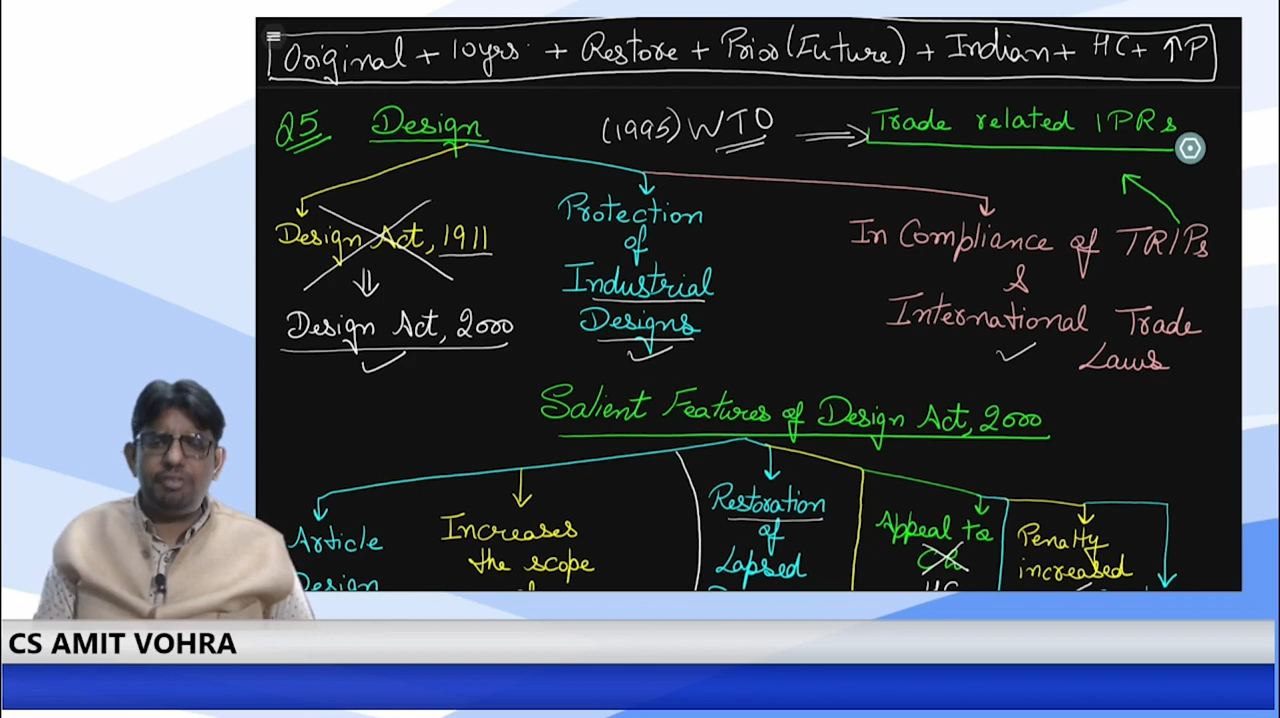 Original + 10yrs + Restore + Prior (Future) + Indian + HC + ↑P
Q5 Design (1995) WTO ⟹ Trade related IPRs
Design Act, 1911
Design Act, 2000
Protection
of
Industrial
Designs
In Compliance of TRIPs
&
International Trade
Laws
Salient Features of Design Act, 2000
Article
Design
Increases
the scope
Restoration
of
Lapsed
Appeal to
HC
Penalty
increased
CS AMIT VOHRA